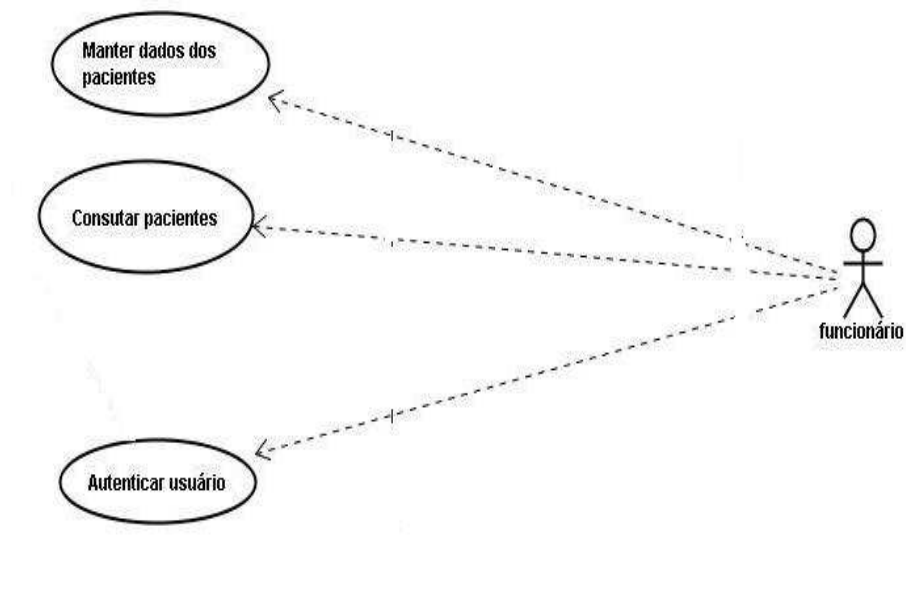 Manter dados dos
pacientes
Consutar pacientes
funcionário
Autenticar usuário